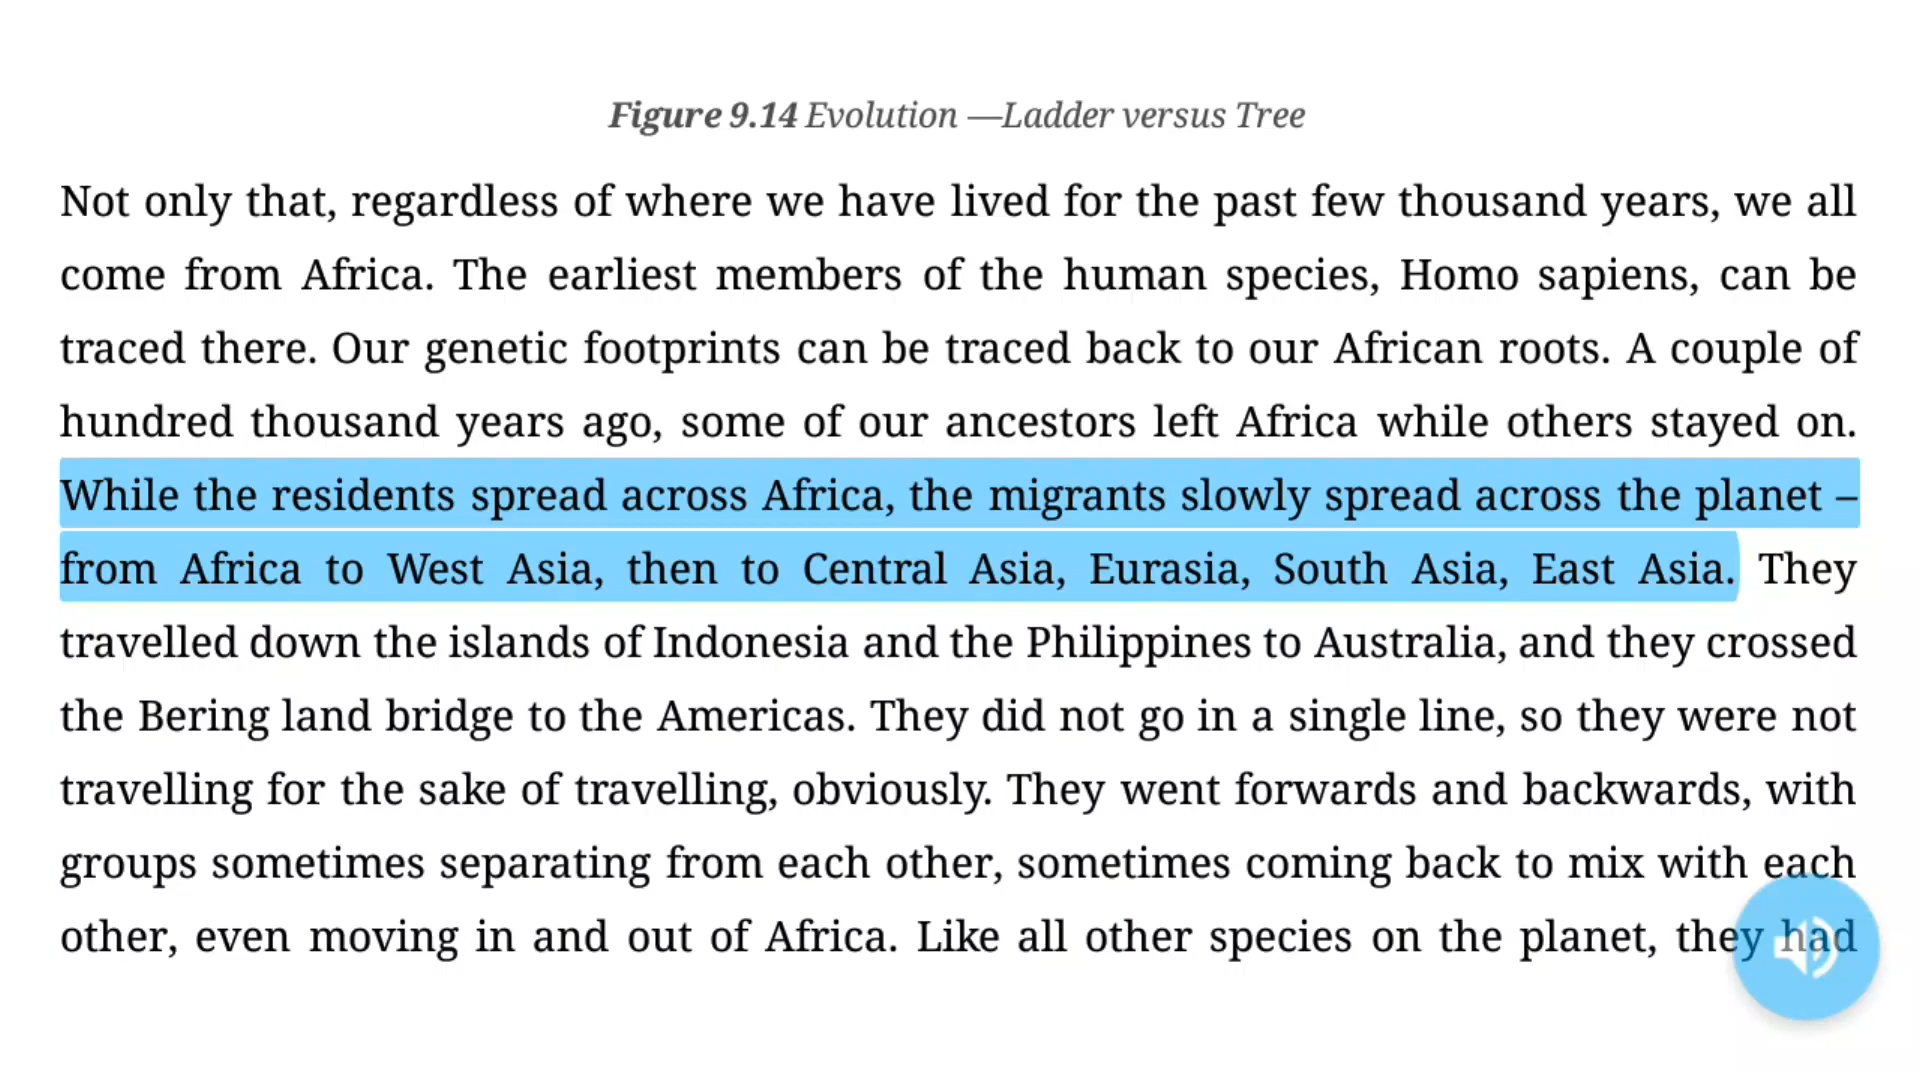 Figure 9.14 Evolution —Ladder versus Tree
Not only that, regardless of where we have lived for the past few thousand years, we all
come from Africa. The earliest members of the human species, Homo sapiens, can be
traced there. Our genetic footprints can be traced back to our African roots. A couple of
hundred thousand years ago, some of our ancestors left Africa while others stayed on.
While the residents spread across Africa, the migrants slowly spread across the planet –
from Africa to West Asia, then to Central Asia, Eurasia, South Asia, East Asia. They
travelled down the islands of Indonesia and the Philippines to Australia, and they crossed
the Bering land bridge to the Americas. They did not go in a single line, so they were not
travelling for the sake of travelling, obviously. They went forwards and backwards, with
groups sometimes separating from each other, sometimes coming back to mix with each
other, even moving in and out of Africa. Like all other species on the planet, they had